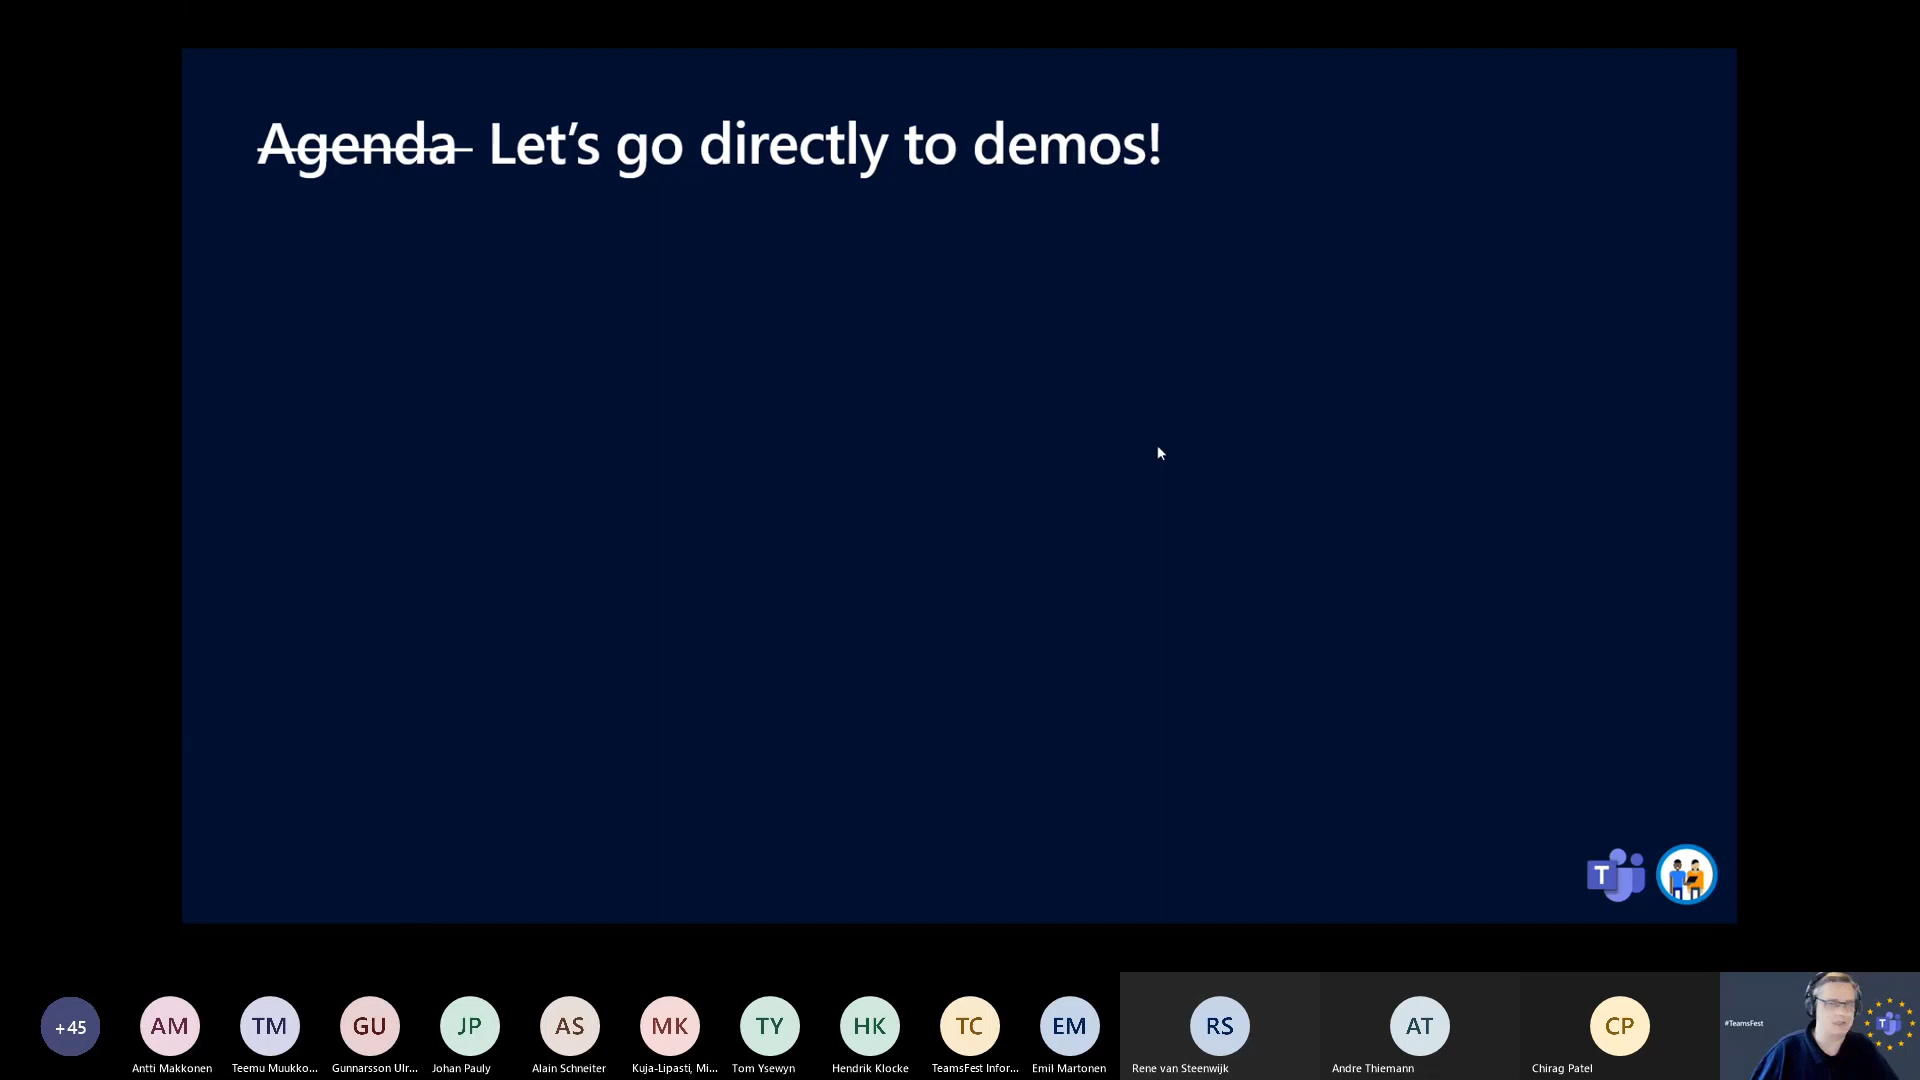 Agenda Let's go directly to demos!
T
+45
AM
TM
GU
JP
AS
MK
TY
HK
TC
EM
RS
AT
CP
#TeamsFest
T
Antti Makkonen
Teemu Muukko...
Gunnarsson Ulr...
Johan Pauly
Alain Schneiter
Kuja-Lipasti, Mi...
Tom Ysewyn
Hendrik Klocke
TeamsFest Infor...
Emil Martonen
Rene van Steenwijk
Andre Thiemann
Chirag Patel